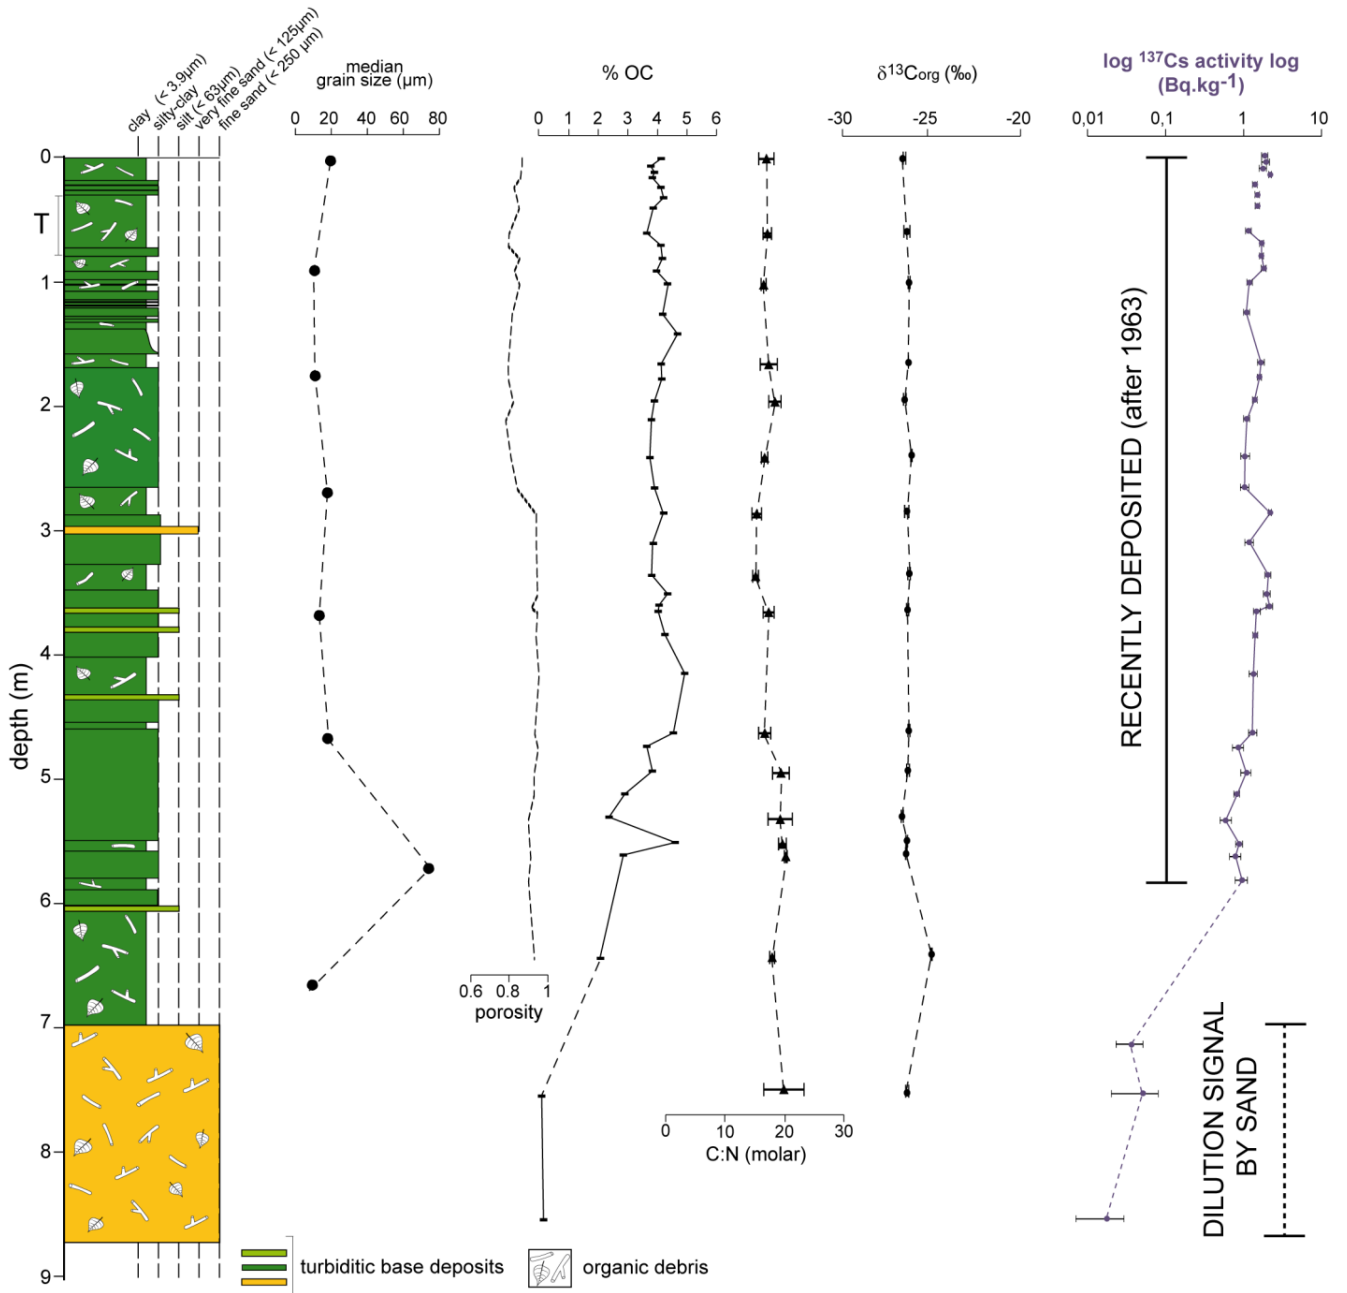 clay (< 3.9µm)
silty-clay
silt (< 63µm)
very fine sand (< 125µm)
fine sand (< 250 µm)
median
grain size (µm)
0 20 40 60 80
% OC
0 1 2 3 4 5 6
δ13Corg (‰)
-30 -25 -20
log 137Cs activity log
(Bq.kg-1)
0,01 0,1 1 10
depth (m)
0
T
1
2
3
4
5
6
7
8
9
0.6 0.8 1
porosity
0 10 20 30
C:N (molar)
RECENTLY DEPOSITED (after 1963)
DILUTION SIGNAL
BY SAND
turbiditic base deposits
organic debris